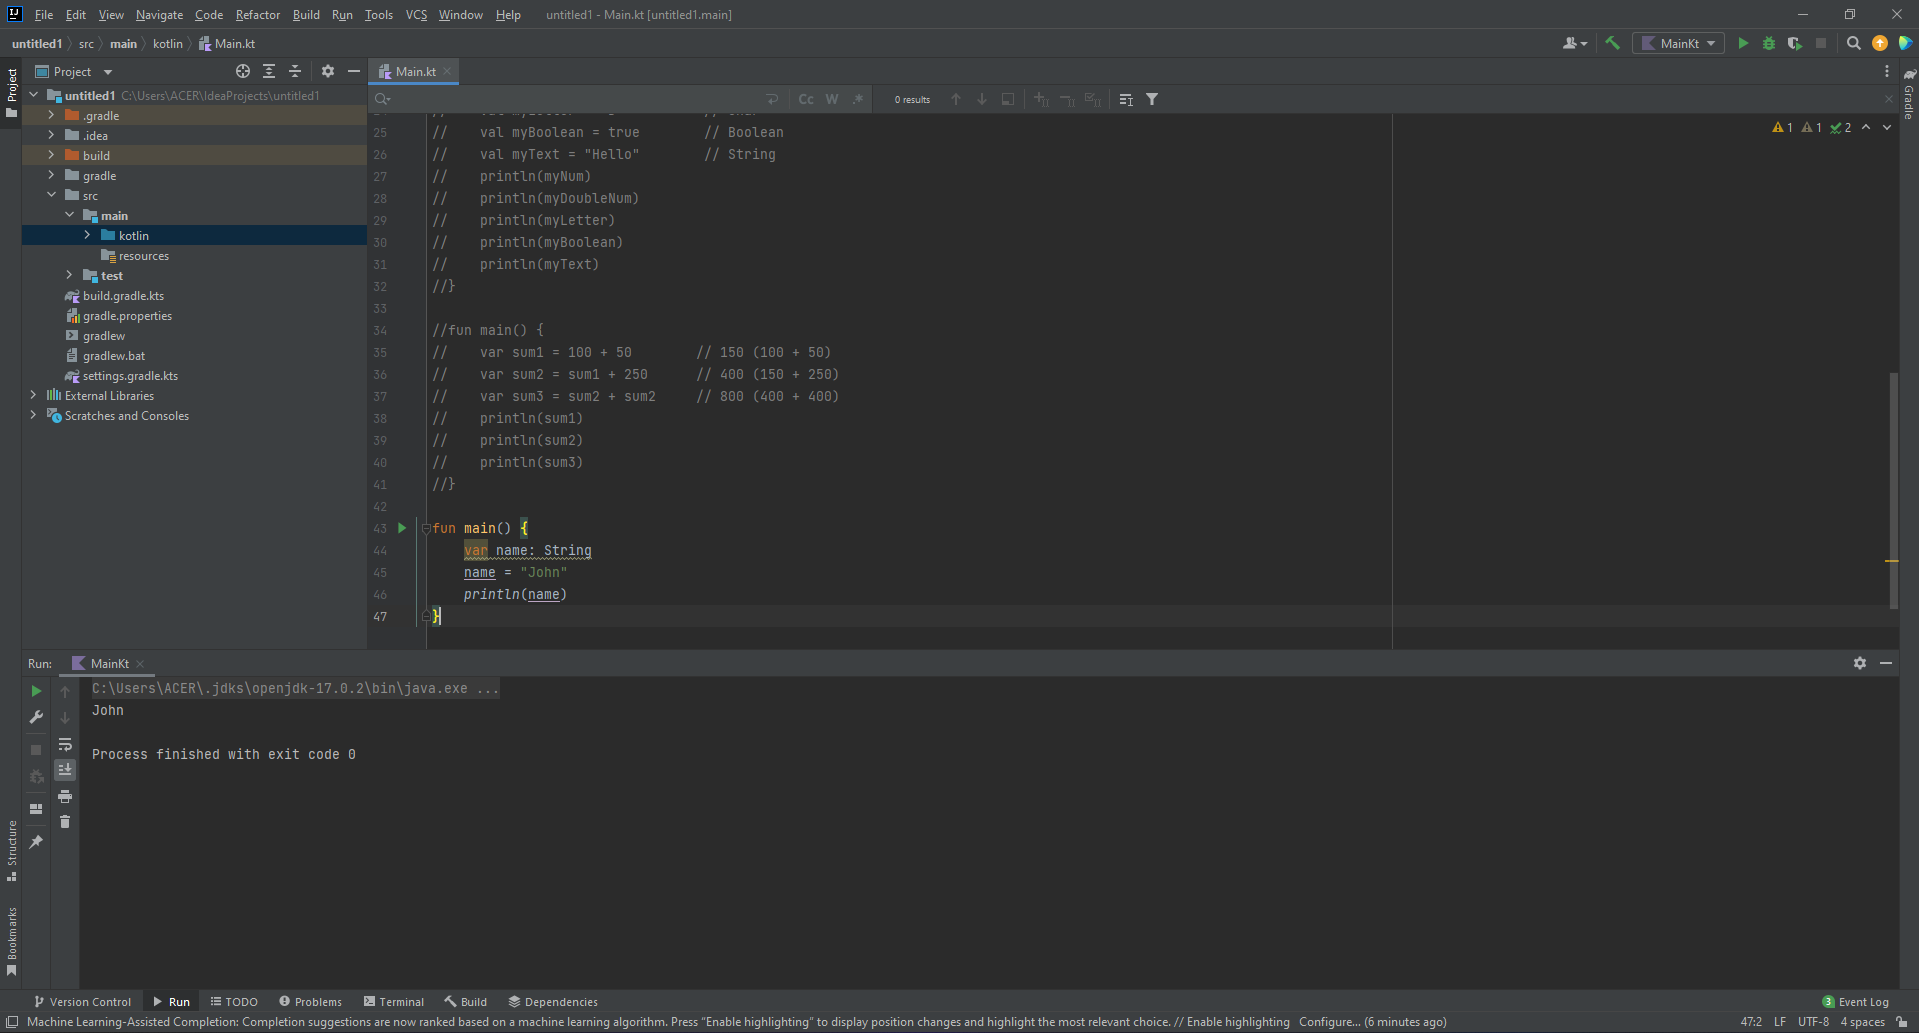 File Edit View Navigate Code Refactor Build Run Tools VCS Window Help untitled1 - Main.kt [untitled1.main]
untitled1 src main kotlin Main.kt MainKt
Project Main.kt
untitled1 C:\Users\ACER\IdeaProjects\untitled1
.gradle
.idea
build
gradle
src
main
kotlin
resources
test
build.gradle.kts
gradle.properties
gradlew
gradlew.bat
settings.gradle.kts
External Libraries
Scratches and Consoles
Project
Structure
Bookmarks
Cc W .* 0 results
1 1 2
25 // val myBoolean = true // Boolean
26 // val myText = "Hello" // String
27 // println(myNum)
28 // println(myDoubleNum)
29 // println(myLetter)
30 // println(myBoolean)
31 // println(myText)
32 //}
33
34 //fun main() {
35 // var sum1 = 100 + 50 // 150 (100 + 50)
36 // var sum2 = sum1 + 250 // 400 (150 + 250)
37 // var sum3 = sum2 + sum2 // 800 (400 + 400)
38 // println(sum1)
39 // println(sum2)
40 // println(sum3)
41 //}
42
43 fun main() {
44 var name: String
45 name = "John"
46 println(name)
47 }
Gradle
Run: MainKt
C:\Users\ACER\.jdks\openjdk-17.0.2\bin\java.exe ...
John
Process finished with exit code 0
Version Control Run TODO Problems Terminal Build Dependencies 3 Event Log
Machine Learning-Assisted Completion: Completion suggestions are now ranked based on a machine learning algorithm. Press “Enable highlighting” to display position changes and highlight the most relevant choice. // Enable highlighting Configure... (6 minutes ago) 47:2 LF UTF-8 4 spaces